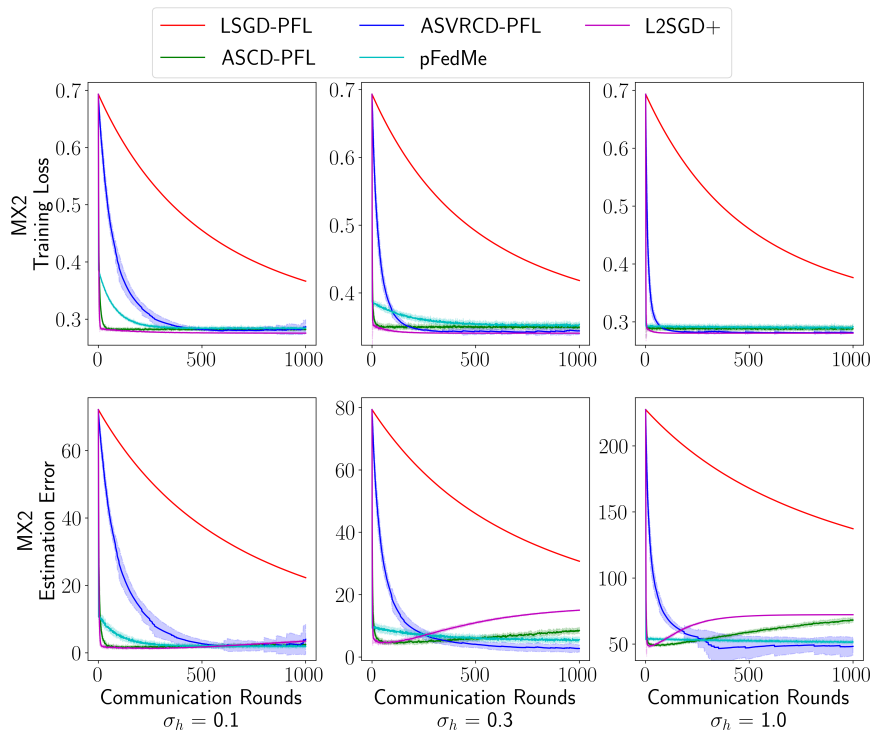 LSGD-PFL ASVRCD-PFL L2SGD+
ASCD-PFL pFedMe
MX2
Training Loss
0.7
0.6
0.5
0.4
0.3
0 500 1000
0.7
0.6
0.5
0.4
0 500 1000
0.7
0.6
0.5
0.4
0.3
0 500 1000
MX2
Estimation Error
60
40
20
0
0 500 1000
80
60
40
20
0
0 500 1000
200
150
100
50
0 500 1000
Communication Rounds Communication Rounds Communication Rounds
σh = 0.1 σh = 0.3 σh = 1.0